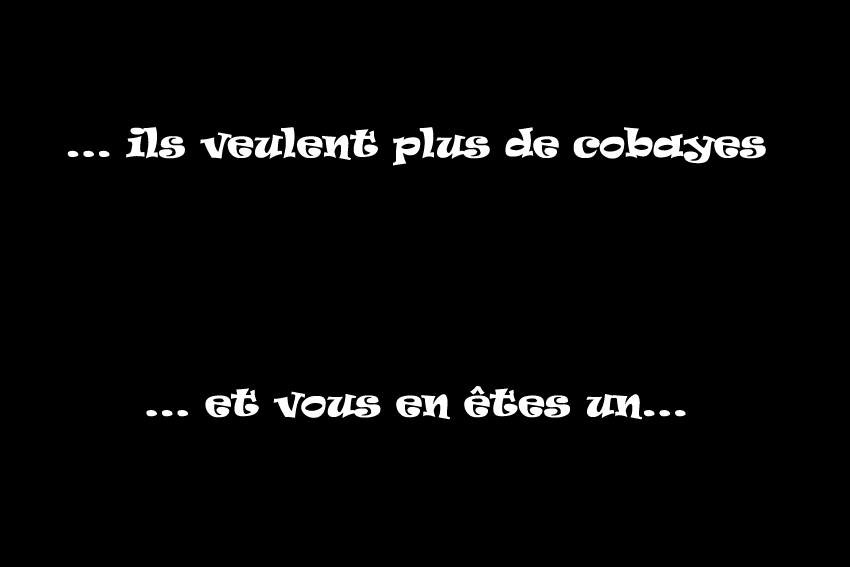 ... ils veulent plus de cobayes
... et vous en êtes un...